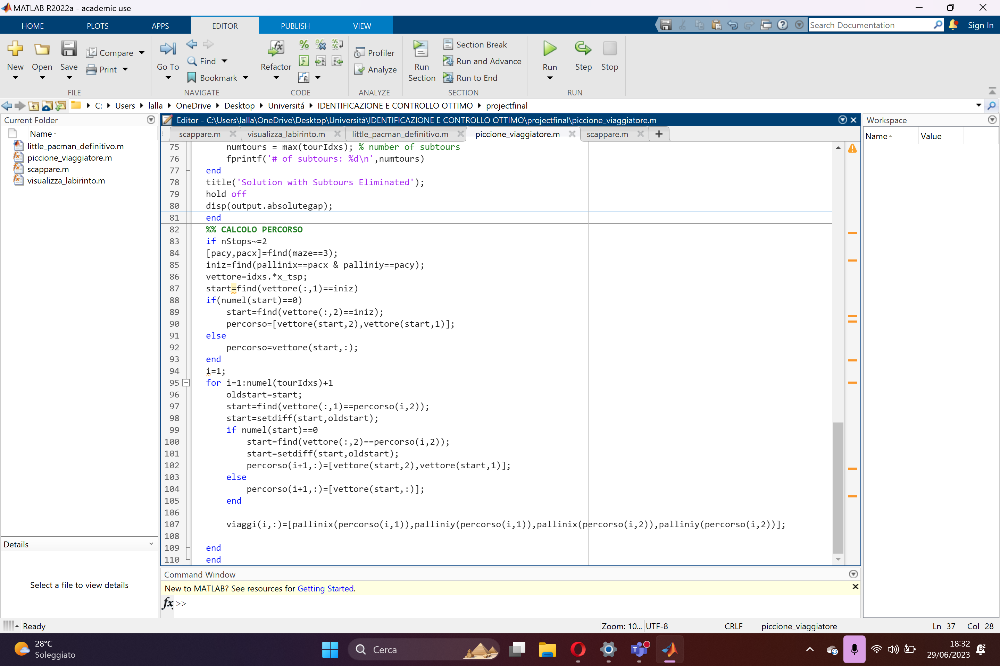 MATLAB R2022a - academic use
HOME PLOTS APPS EDITOR PUBLISH VIEW Search Documentation Sign In
New Open Save Compare Print
FILE
Go To Find Bookmark
NAVIGATE
Refactor
CODE
Profiler Analyze
ANALYZE
Run Section Section Break Run and Advance Run to End
SECTION
Run Step Stop
RUN
C: Users lalla OneDrive Desktop Universitá IDENTIFICAZIONE E CONTROLLO OTTIMO projectfinal
Current Folder
Name
little_pacman_definitivo.m
piccione_viaggiatore.m
scappare.m
visualizza_labirinto.m
Details
Select a file to view details
Editor - C:\Users\lalla\OneDrive\Desktop\Universitá\IDENTIFICAZIONE E CONTROLLO OTTIMO\projectfinal\piccione_viaggiatore.m
scappare.m visualizza_labirinto.m little_pacman_definitivo.m piccione_viaggiatore.m scappare.m
75 numtours = max(tourIdxs); % number of subtours
76 fprintf('# of subtours: %d\n',numtours)
77 end
78 title('Solution with Subtours Eliminated');
79 hold off
80 disp(output.absolutegap);
81 end
82 %% CALCOLO PERCORSO
83 if nStops~=2
84 [pacy,pacx]=find(maze==3);
85 iniz=find(pallinix==pacx & palliniy==pacy);
86 vettore=idxs.*x_tsp;
87 start=find(vettore(:,1)==iniz)
88 if(numel(start)==0)
89 start=find(vettore(:,2)==iniz);
90 percorso=[vettore(start,2),vettore(start,1)];
91 else
92 percorso=vettore(start,:);
93 end
94 i=1;
95 for i=1:numel(tourIdxs)+1
96 oldstart=start;
97 start=find(vettore(:,1)==percorso(i,2));
98 start=setdiff(start,oldstart);
99 if numel(start)==0
100 start=find(vettore(:,2)==percorso(i,2));
101 start=setdiff(start,oldstart);
102 percorso(i+1,:)=[vettore(start,2),vettore(start,1)];
103 else
104 percorso(i+1,:)=[vettore(start,:)];
105 end
106
107 viaggi(i,:)=[pallinix(percorso(i,1)),palliniy(percorso(i,1)),pallinix(percorso(i,2)),palliniy(percorso(i,2))];
108
109 end
110 end
Command Window
New to MATLAB? See resources for Getting Started.
fx >>
Workspace
Name Value
Ready
Zoom: 10... UTF-8 CRLF piccione_viaggiatore Ln 37 Col 28
28°C
Soleggiato
Cerca
18:32
29/06/2023